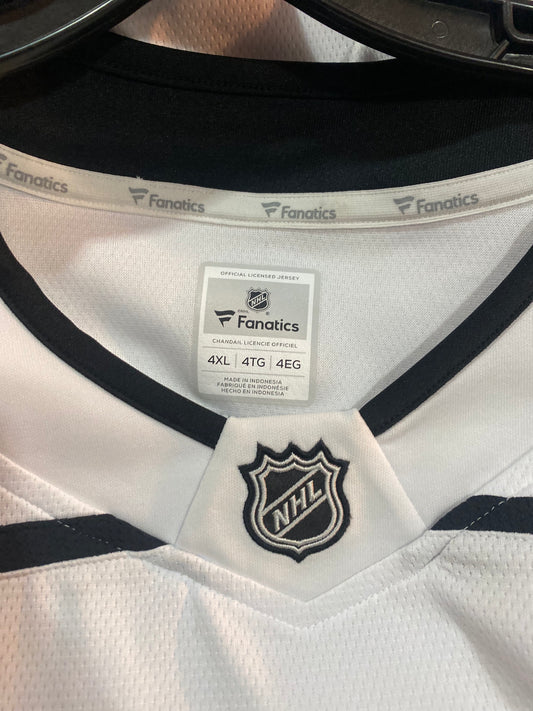 Fanatics Fanatics Fanatics Fanatics
OFFICIAL LICENSED JERSEY
NHL
Fanatics
CHANDAIL LICENCIÉ OFFICIEL
4XL | 4TG | 4EG
MADE IN INDONESIA
FABRIQUÉ EN INDONÉSIE
HECHO EN INDONESIA
NHL